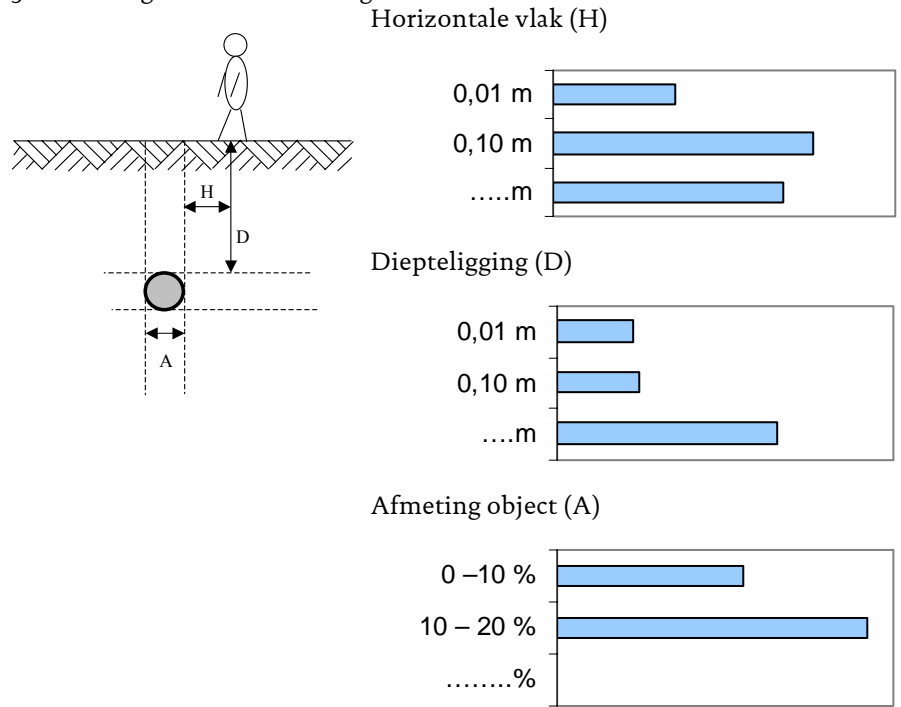 Horizontale vlak (H)
0,01 m
0,10 m
…..m
H
D
A
Diepteligging (D)
0,01 m
0,10 m
….m
Afmeting object (A)
0 –10 %
10 – 20 %
……..%